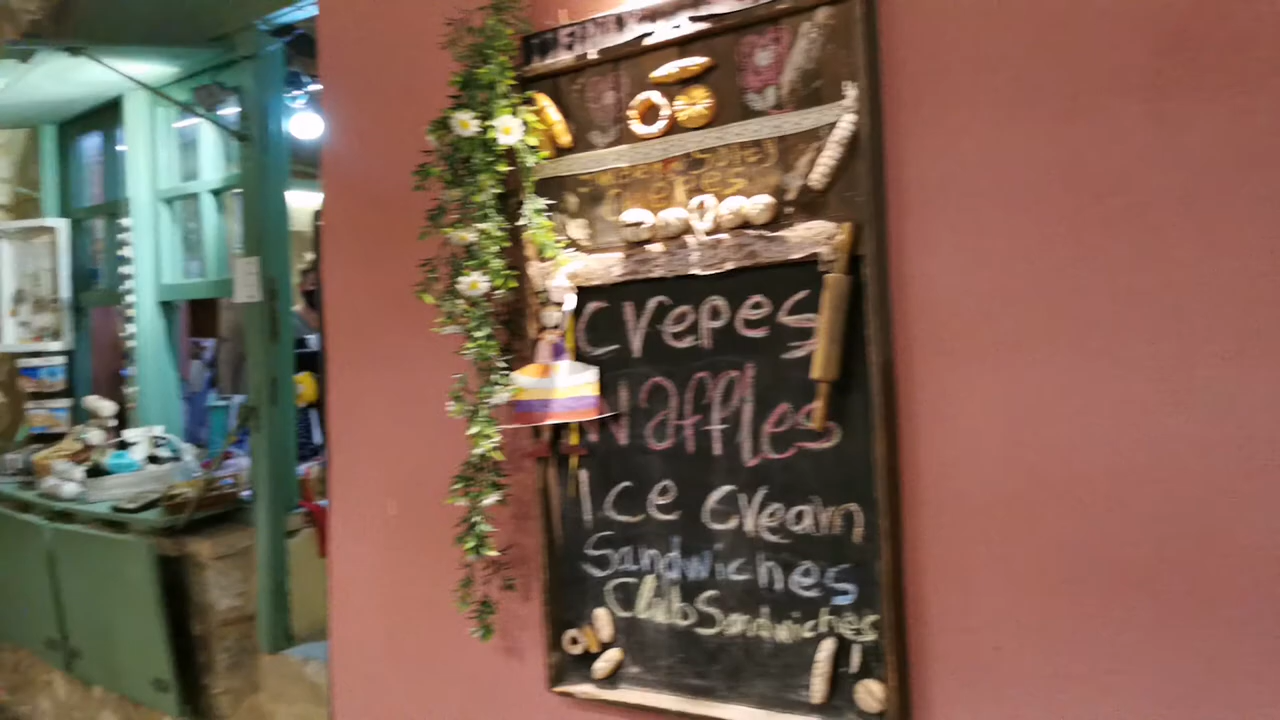 Crepes
Waffles
Ice cream
Sandwiches
Club Sandwiches
!